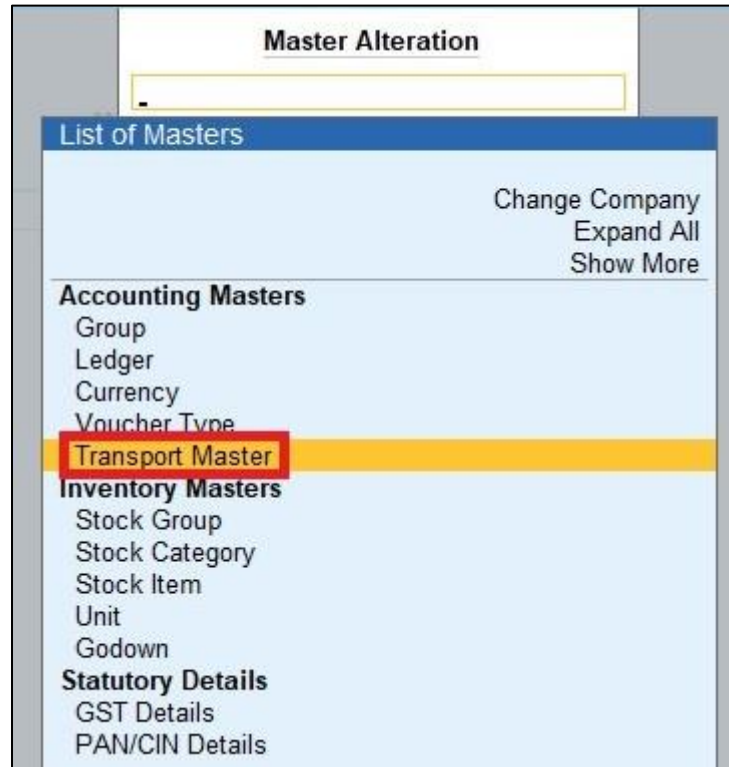 Master Alteration
List of Masters
Change Company
Expand All
Show More
Accounting Masters
Group
Ledger
Currency
Voucher Type
Transport Master
Inventory Masters
Stock Group
Stock Category
Stock Item
Unit
Godown
Statutory Details
GST Details
PAN/CIN Details